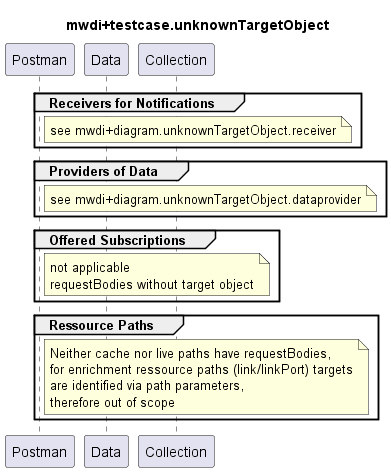 mwdi+testcase.unknownTargetObject
Postman Data Collection
Receivers for Notifications
see mwdi+diagram.unknownTargetObject.receiver
Providers of Data
see mwdi+diagram.unknownTargetObject.dataprovider
Offered Subscriptions
not applicable
requestBodies without target object
Ressource Paths
Neither cache nor live paths have requestBodies,
for enrichment ressource paths (link/linkPort) targets
are identified via path parameters,
therefore out of scope
Postman Data Collection